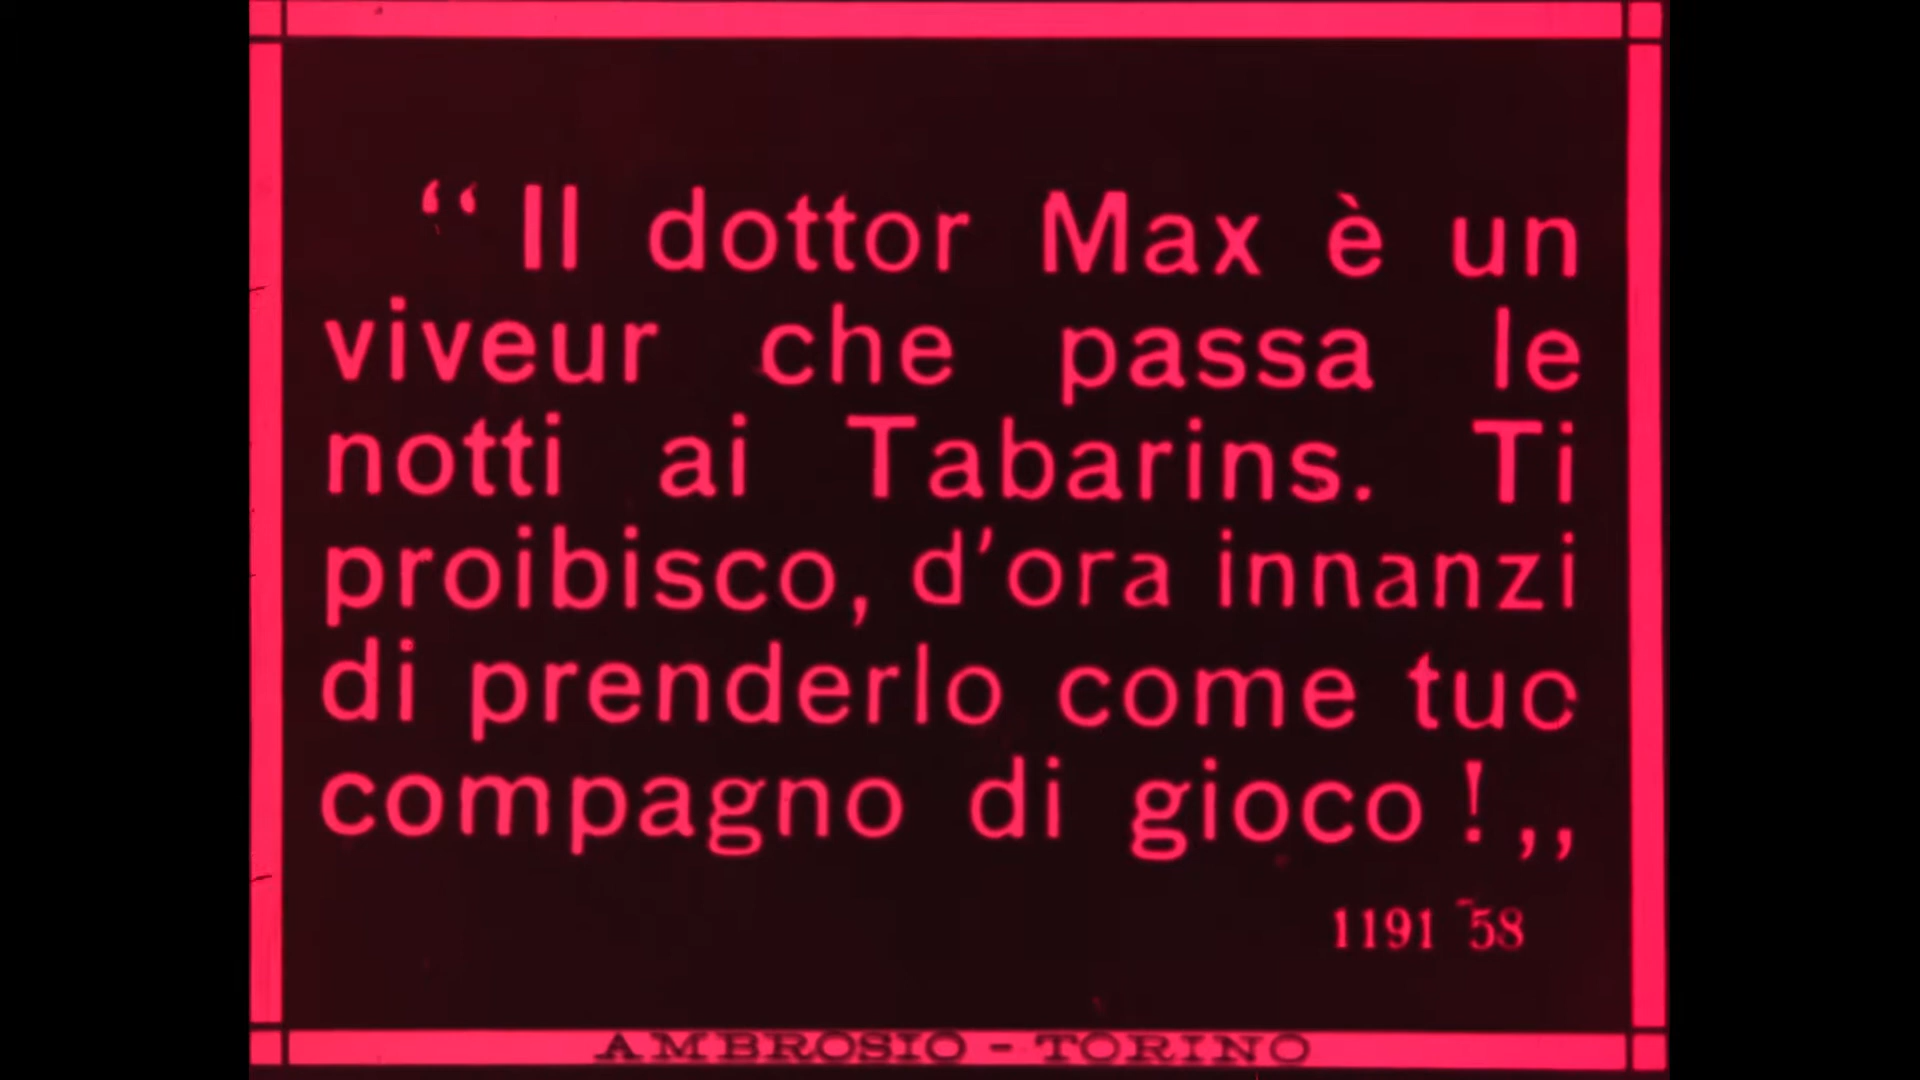 “ Il dottor Max è un
viveur che passa le
notti ai Tabarins. Ti
proibisco, d'ora innanzi
di prenderlo come tuo
compagno di gioco ! ,,
1191 58
AMBROSIO - TORINO